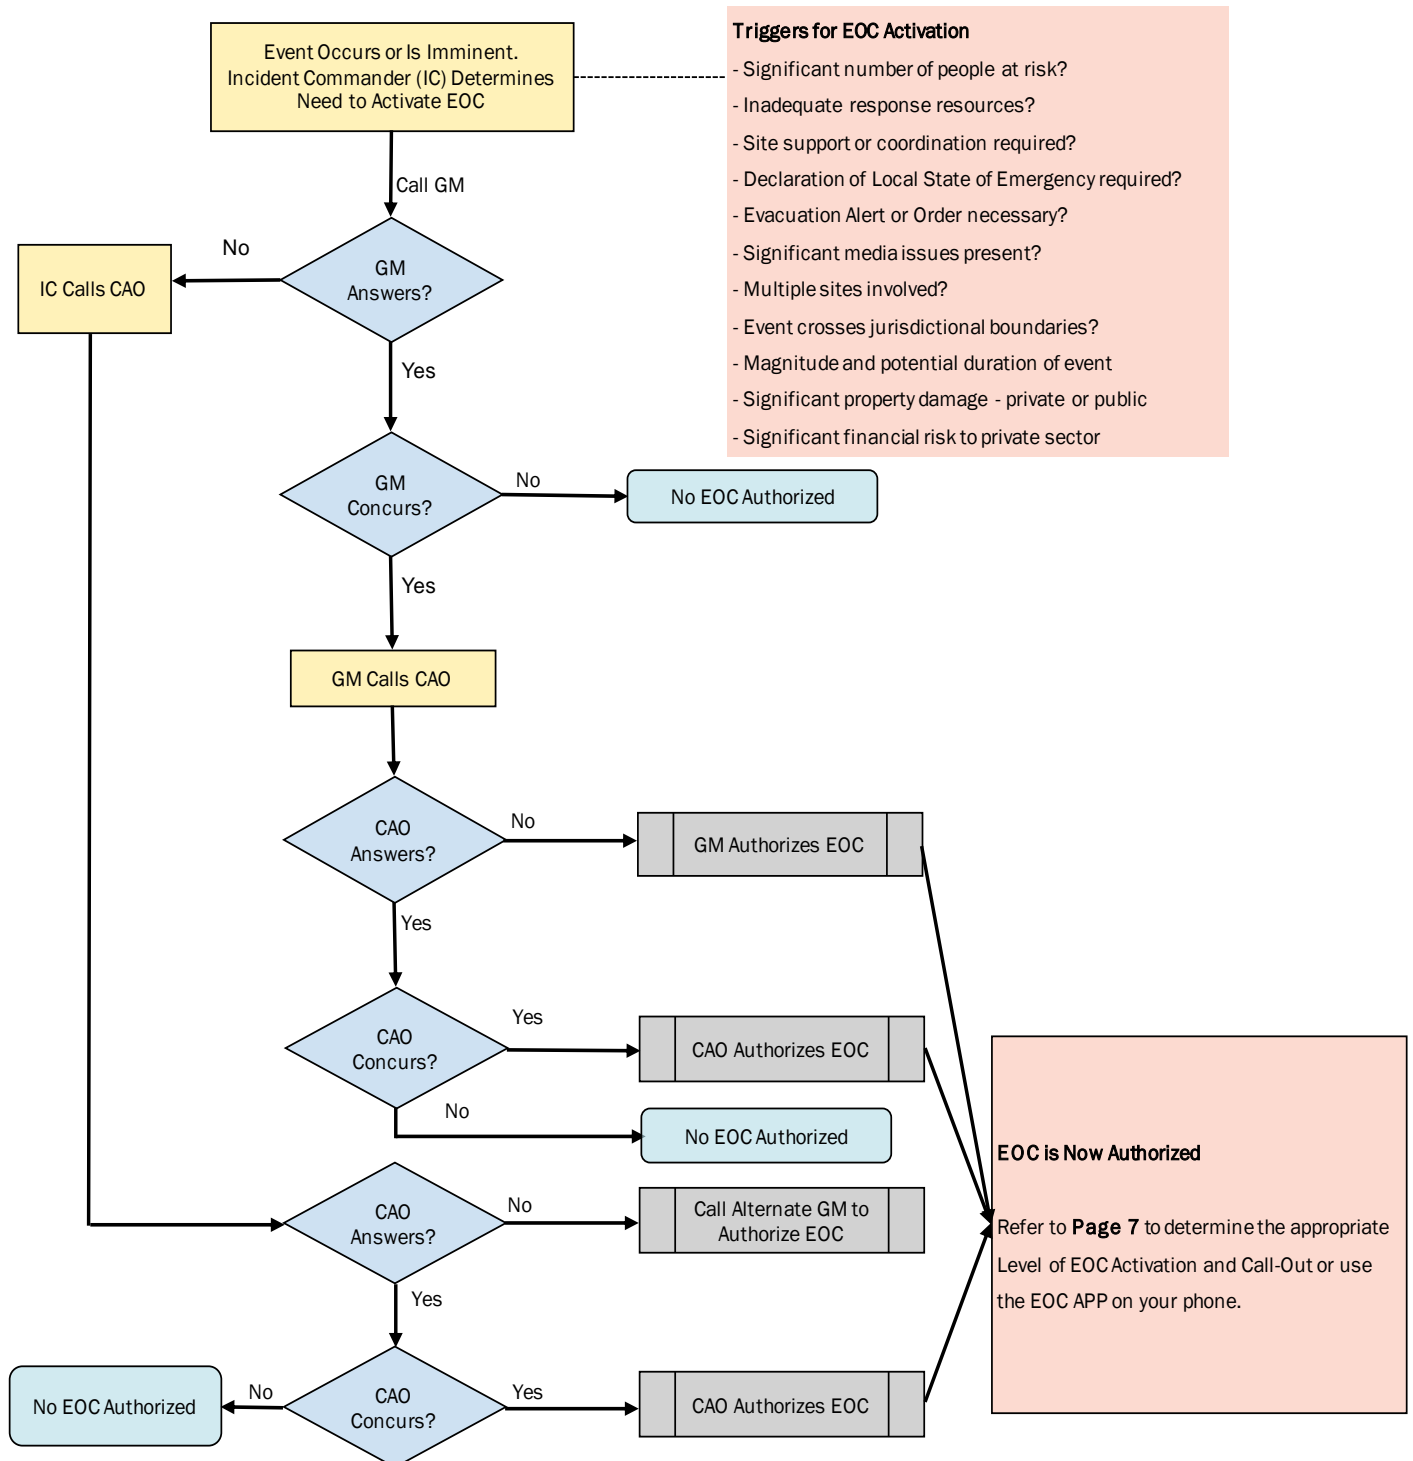 Event Occurs or Is Imminent.
Incident Commander (IC) Determines
Need to Activate EOC
Triggers for EOC Activation
- Significant number of people at risk?
- Inadequate response resources?
- Site support or coordination required?
- Declaration of Local State of Emergency required?
- Evacuation Alert or Order necessary?
- Significant media issues present?
- Multiple sites involved?
- Event crosses jurisdictional boundaries?
- Magnitude and potential duration of event
- Significant property damage - private or public
- Significant financial risk to private sector
Call GM
No
IC Calls CAO
GM
Answers?
Yes
GM
Concurs?
No
No EOC Authorized
Yes
GM Calls CAO
CAO
Answers?
No
GM Authorizes EOC
Yes
CAO
Concurs?
Yes
CAO Authorizes EOC
No
No EOC Authorized
EOC is Now Authorized
Refer to Page 7 to determine the appropriate
Level of EOC Activation and Call-Out or use
the EOC APP on your phone.
CAO
Answers?
No
Call Alternate GM to
Authorize EOC
Yes
CAO
Concurs?
No
No EOC Authorized
Yes
CAO Authorizes EOC